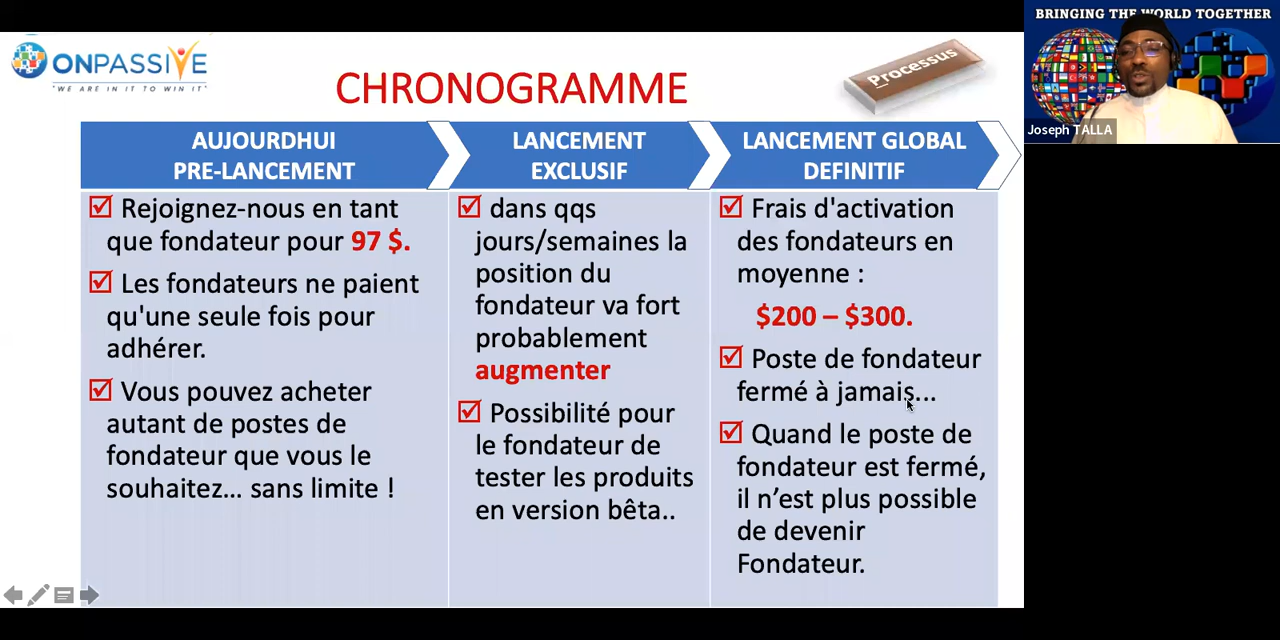 ONPASSIVE
"WE ARE IN IT TO WIN IT"
CHRONOGRAMME
Processus
BRINGING THE WORLD TOGETHER
Joseph TALLA
AUJOURDHUI
PRE-LANCEMENT
Rejoignez-nous en tant
que fondateur pour 97 $.
Les fondateurs ne paient
qu'une seule fois pour
adhérer.
Vous pouvez acheter
autant de postes de
fondateur que vous le
souhaitez... sans limite !
LANCEMENT
EXCLUSIF
dans qqs
jours/semaines la
position du
fondateur va fort
probablement
augmenter
Possibilité pour
le fondateur de
tester les produits
en version bêta..
LANCEMENT GLOBAL
DEFINITIF
Frais d'activation
des fondateurs en
moyenne :
$200 – $300.
Poste de fondateur
fermé à jamais...
Quand le poste de
fondateur est fermé,
il n'est plus possible
de devenir
Fondateur.